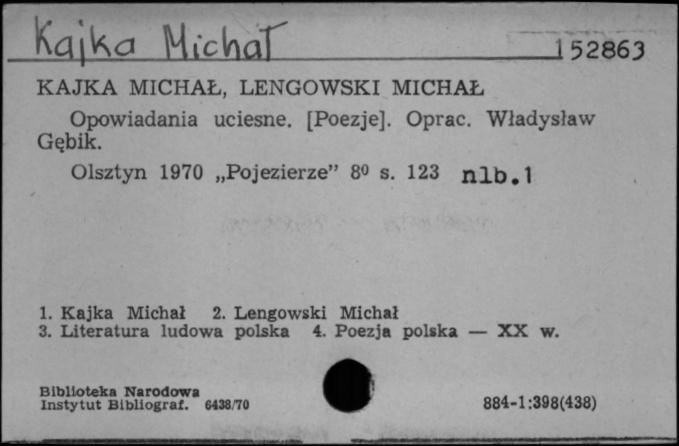 Kajka Michał 152863
KAJKA MICHAŁ, LENGOWSKI MICHAŁ
Opowiadania uciesne. [Poezje]. Oprac. Władysław
Gębik.
Olsztyn 1970 „Pojezierze” 8⁰ s. 123 nlb.1
1. Kajka Michał 2. Lengowski Michał
3. Literatura ludowa polska 4. Poezja polska — XX w.
Biblioteka Narodowa
Instytut Bibliograf. 6438/70 884-1:398(438)